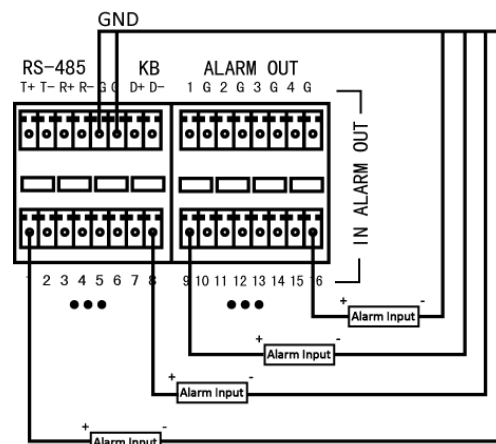 GND
RS-485 KB ALARM OUT
T+ T- R+ R- G G D+ D- 1 G 2 G 3 G 4 G
IN ALARM OUT
1 2 3 4 5 6 7 8 9 10 11 12 13 14 15 16
+ Alarm Input -
+ Alarm Input -
+ Alarm Input -
+ Alarm Input -